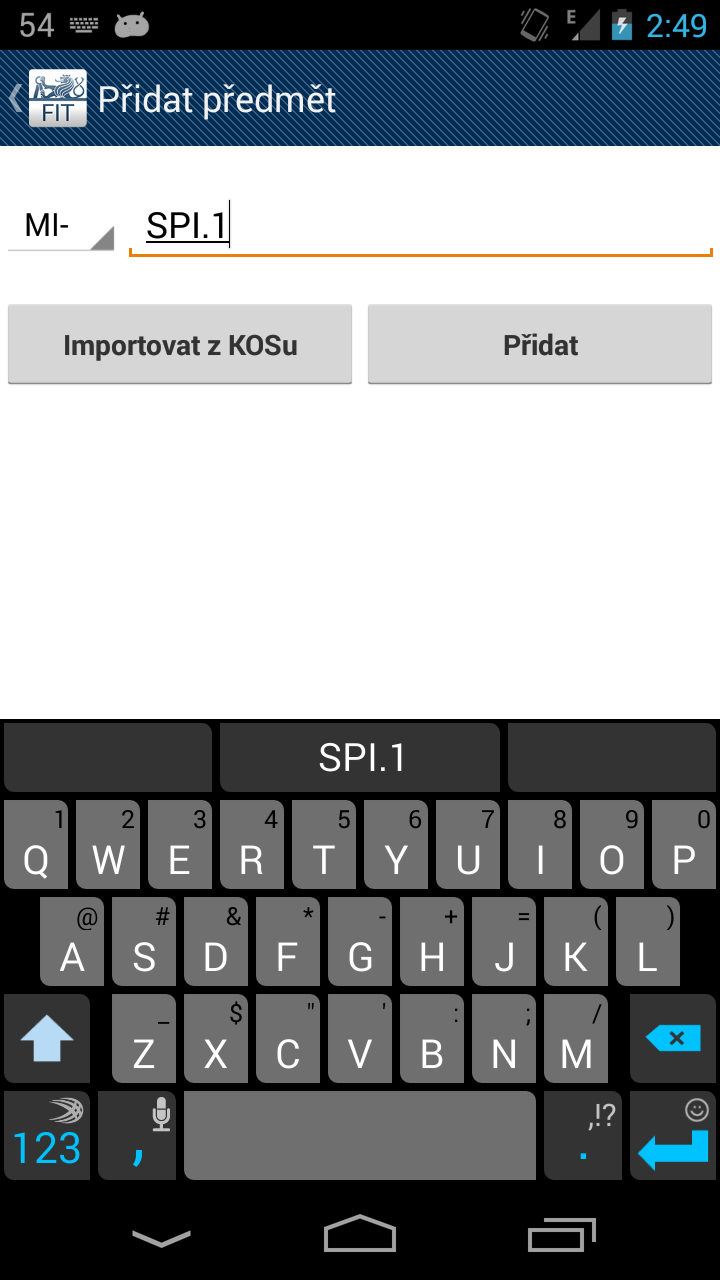 54 E 2:49
FIT Přidat předmět
MI- SPI.1
Importovat z KOSu Přidat
SPI.1
1 2 3 4 5 6 7 8 9 0
Q W E R T Y U I O P
@ # & * - + = ( )
A S D F G H J K L
_ $ " ' : ; /
Z X C V B N M
,!?
123 , .